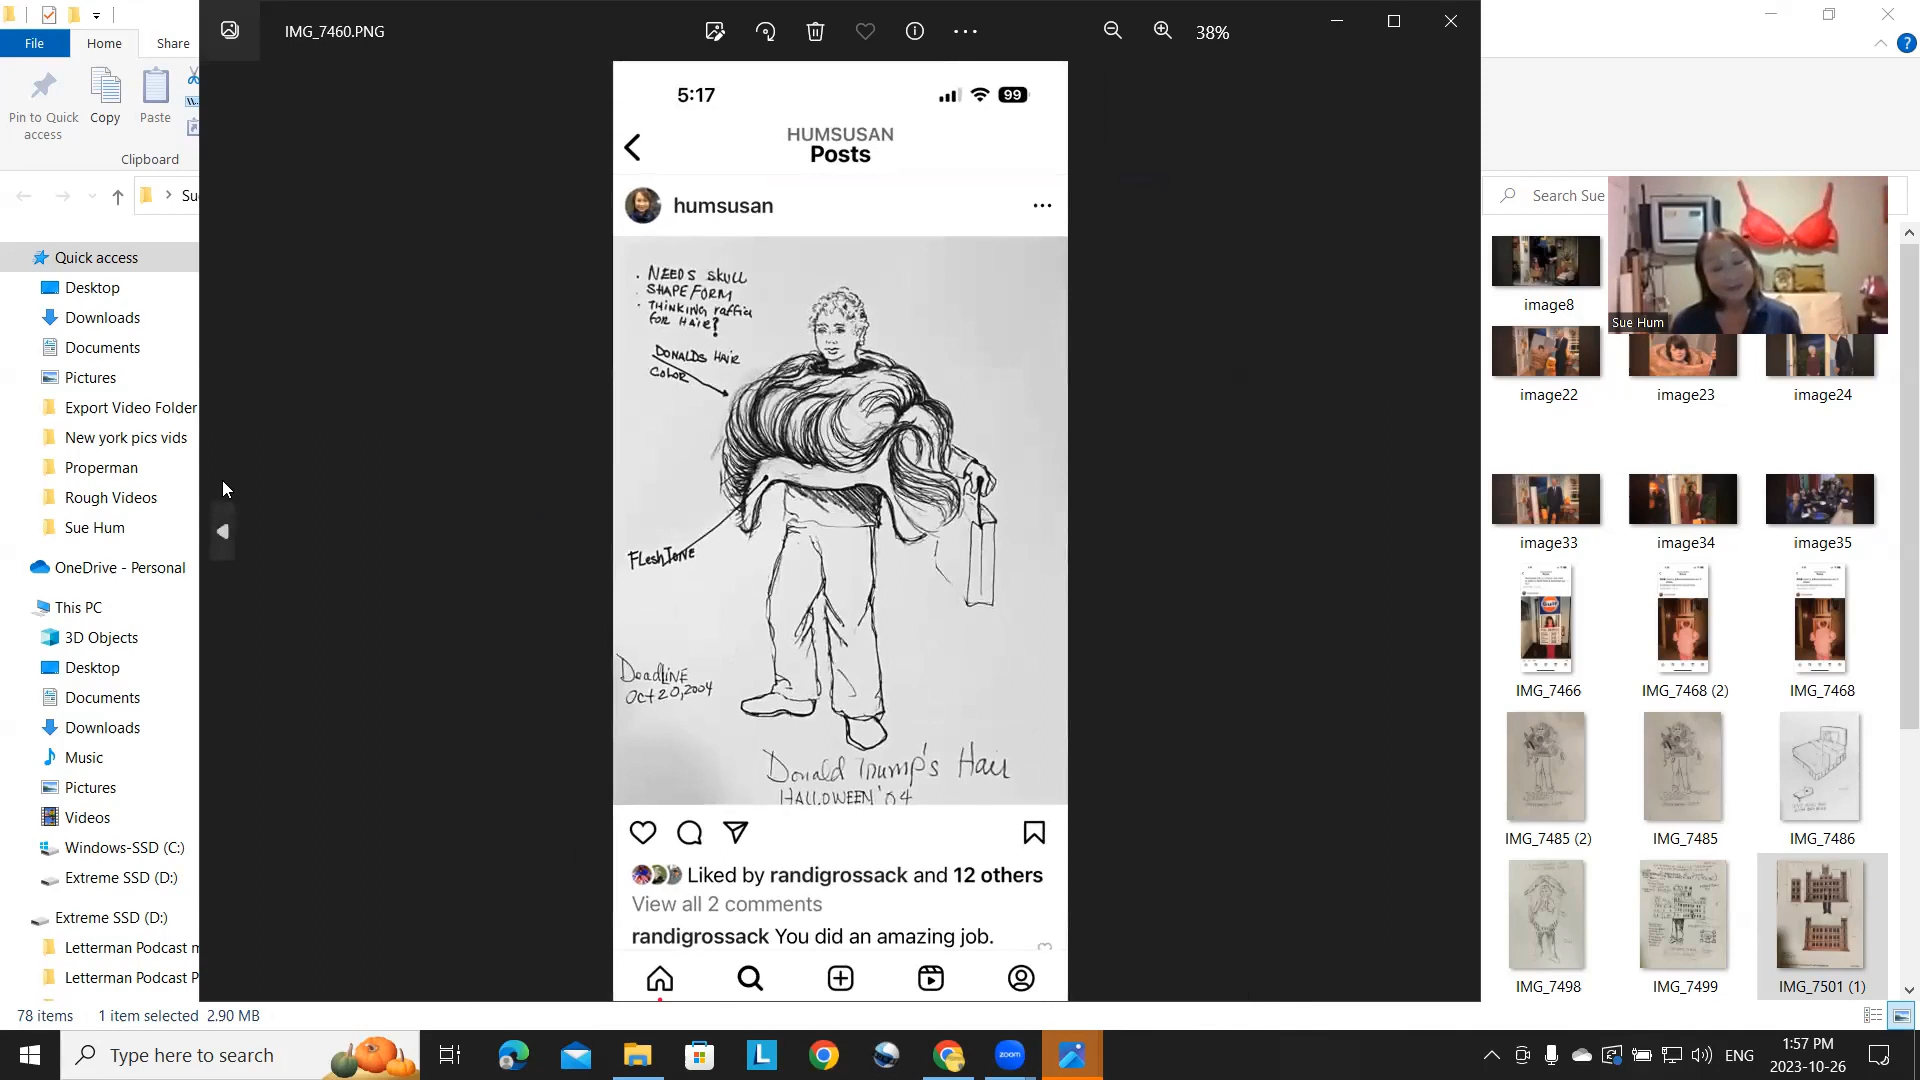 IMG_7460.PNG
38%
File
Home
Share
Pin to Quick
access
Copy
Paste
Clipboard
Su
Search Sue
Quick access
Desktop
Downloads
Documents
Pictures
Export Video Folder
New york pics vids
Properman
Rough Videos
Sue Hum
OneDrive - Personal
This PC
3D Objects
Desktop
Documents
Downloads
Music
Pictures
Videos
Windows-SSD (C:)
Extreme SSD (D:)
Extreme SSD (D:)
Letterman Podcast m
Letterman Podcast P
5:17
99
HUMSUSAN
Posts
humsusan
· NEEDS SKULL
· SHAPE FORM
· THINKING raffia
for HAIR?
DONALDS HAIR
COLOR
FLeshTONE
DeadLINE
Oct 20, 2004
Donald Trump's Hair
HALLOWEEN '04
Liked by randigrossack and 12 others
View all 2 comments
randigrossack You did an amazing job.
Sue Hum
image8
image22
image23
image24
image33
image34
image35
Gulf
IMG_7466
IMG_7468 (2)
IMG_7468
IMG_7485 (2)
IMG_7485
IMG_7486
IMG_7498
IMG_7499
IMG_7501 (1)
78 items
1 item selected 2.90 MB
Type here to search
L
zoom
ENG
1:57 PM
2023-10-26